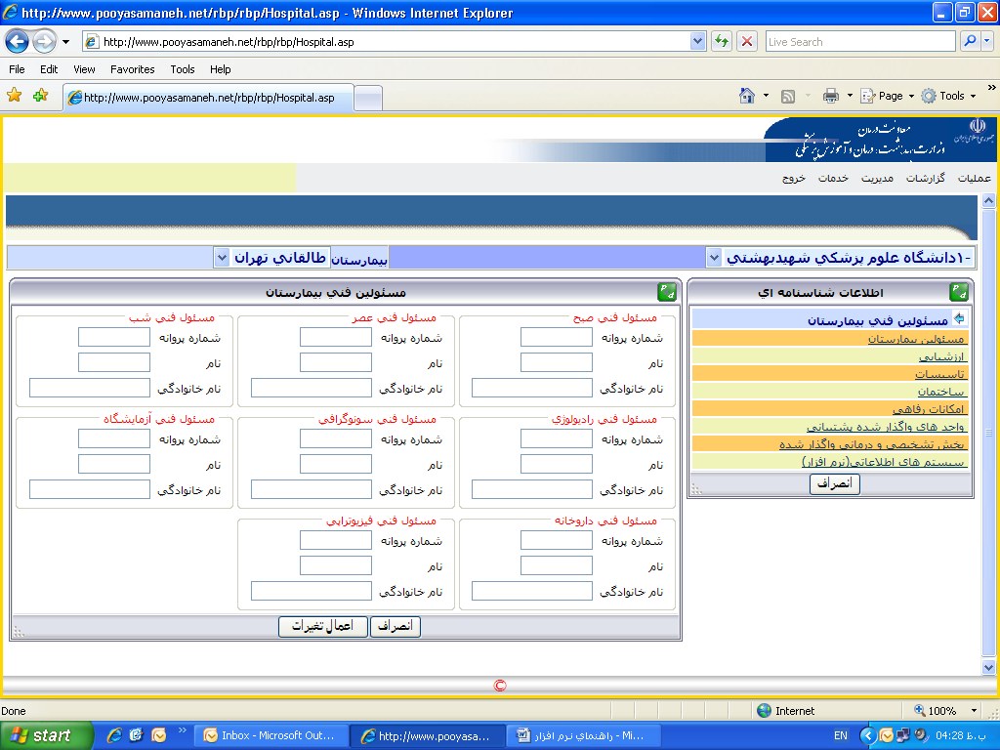 http://www.pooyasamaneh.net/rbp/rbp/Hospital.asp - Windows Internet Explorer
http://www.pooyasamaneh.net/rbp/rbp/Hospital.asp
Live Search
File Edit View Favorites Tools Help
http://www.pooyasamaneh.net/rbp/rbp/Hospital.asp
Page Tools
معاونت درمان
وزارت بهداشت، درمان و آموزش پزشکی
جمهوری اسلامی ایران
عملیات گزارشات مدیریت خدمات خروج
۱-دانشگاه علوم پزشكي شهيدبهشتي
بیمارستان طالقاني تهران
اطلاعات شناسنامه اي
مسئولين فني بيمارستان
مسئولين بيمارستان
ارزشيابي
تاسيسات
ساختمان
امكانات رفاهي
واحد هاي واگذار شده پشتيباني
بخش تشخيصي و درماني واگذار شده
سيستم هاي اطلاعاتي(نرم افزار)
انصراف
مسئولين فني بيمارستان
مسئول فني صبح
شماره پروانه
نام
نام خانوادگي
مسئول فني عصر
شماره پروانه
نام
نام خانوادگي
مسئول فني شب
شماره پروانه
نام
نام خانوادگي
مسئول فني راديولوژي
شماره پروانه
نام
نام خانوادگي
مسئول فني سونوگرافي
شماره پروانه
نام
نام خانوادگي
مسئول فني آزمايشگاه
شماره پروانه
نام
نام خانوادگي
مسئول فني داروخانه
شماره پروانه
نام
نام خانوادگي
مسئول فني فيزيوتراپي
شماره پروانه
نام
نام خانوادگي
انصراف اعمال تغيرات
©
Done Internet 100%
start Inbox - Microsoft Out... http://www.pooyasa... راهنماي نرم افزار - Mi... EN 04:28 ب.ظ